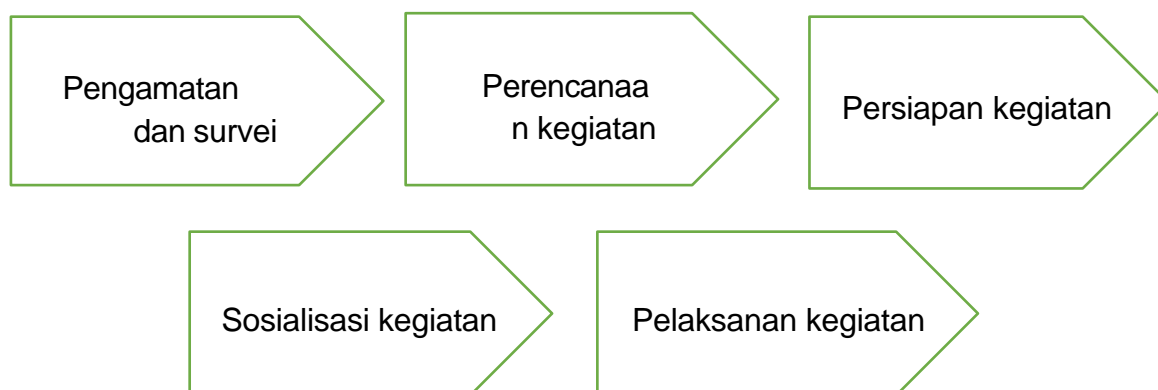 Pengamatan
dan survei
Perencanaa
n kegiatan
Persiapan kegiatan
Sosialisasi kegiatan
Pelaksanan kegiatan